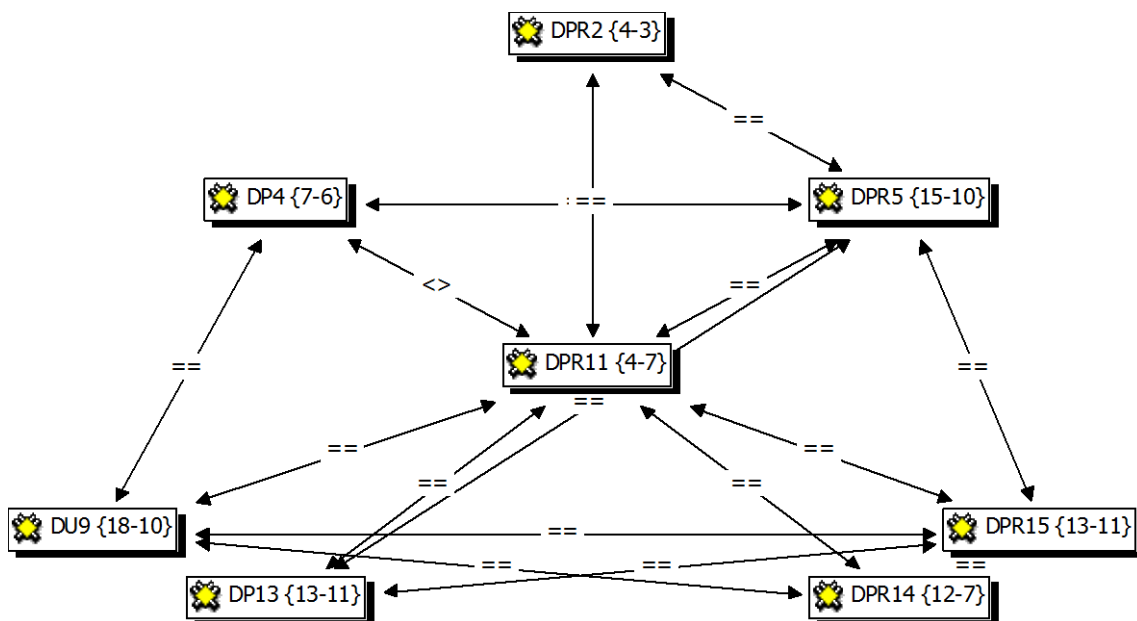 DPR2 {4-3}
==
DP4 {7-6}
: ==
DPR5 {15-10}
<>
==
DPR11 {4-7}
==
==
==
==
==
==
==
DU9 {18-10}
==
DPR15 {13-11}
==
==
==
DP13 {13-11}
DPR14 {12-7}